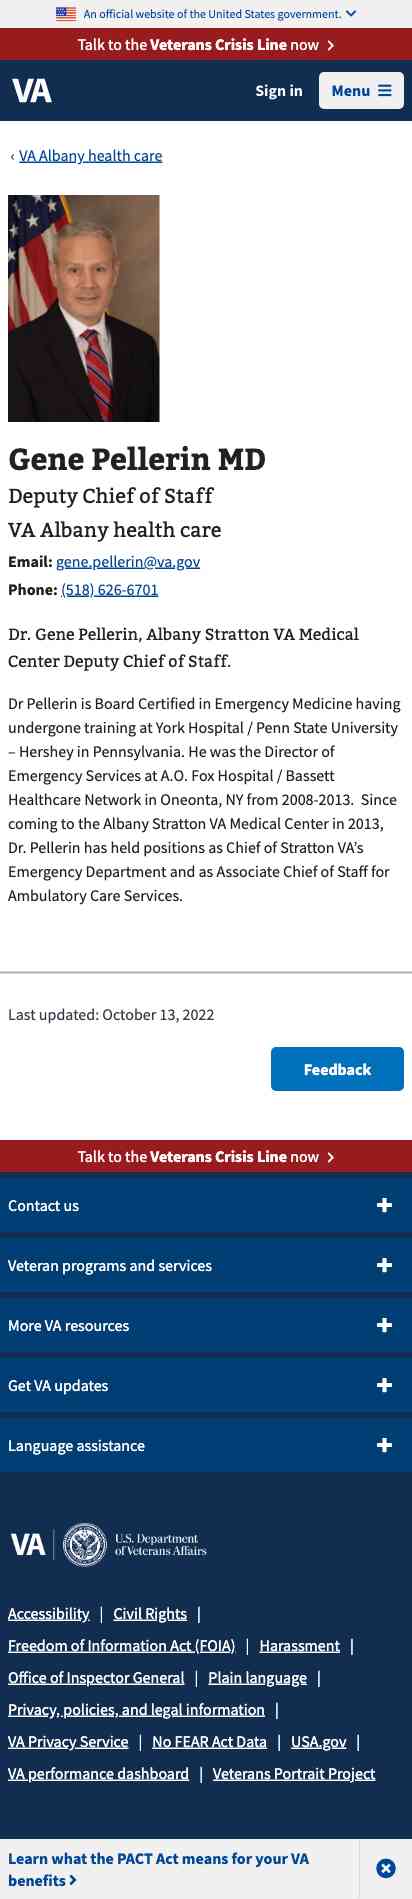 An official website of the United States government.
Talk to the Veterans Crisis Line now
VA
Sign in
Menu
‹ VA Albany health care
Gene Pellerin MD
Deputy Chief of Staff
VA Albany health care
Email: gene.pellerin@va.gov
Phone: (518) 626-6701
Dr. Gene Pellerin, Albany Stratton VA Medical
Center Deputy Chief of Staff.
Dr Pellerin is Board Certified in Emergency Medicine having
undergone training at York Hospital / Penn State University
– Hershey in Pennsylvania. He was the Director of
Emergency Services at A.O. Fox Hospital / Bassett
Healthcare Network in Oneonta, NY from 2008-2013.  Since
coming to the Albany Stratton VA Medical Center in 2013,
Dr. Pellerin has held positions as Chief of Stratton VA's
Emergency Department and as Associate Chief of Staff for
Ambulatory Care Services.
Last updated: October 13, 2022
Feedback
Talk to the Veterans Crisis Line now
Contact us
Veteran programs and services
More VA resources
Get VA updates
Language assistance
VA | U.S. Department
of Veterans Affairs
Accessibility | Civil Rights |
Freedom of Information Act (FOIA) | Harassment |
Office of Inspector General | Plain language |
Privacy, policies, and legal information |
VA Privacy Service | No FEAR Act Data | USA.gov |
VA performance dashboard | Veterans Portrait Project
Learn what the PACT Act means for your VA
benefits